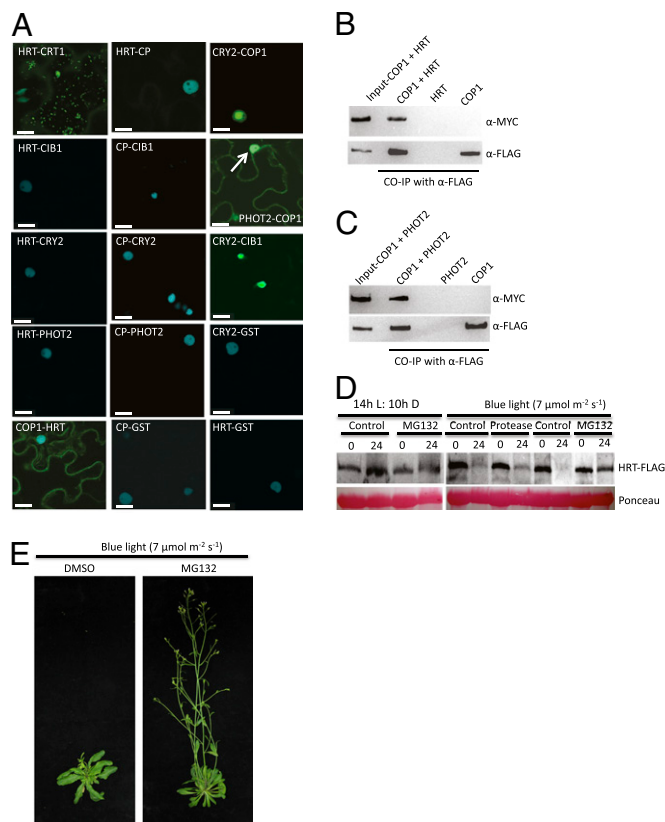 A
HRT-CRT1
HRT-CP
CRY2-COP1
HRT-CIB1
CP-CIB1
PHOT2-COP1
HRT-CRY2
CP-CRY2
CRY2-CIB1
HRT-PHOT2
CP-PHOT2
CRY2-GST
COP1-HRT
CP-GST
HRT-GST
B
Input-COP1 + HRT
COP1 + HRT
HRT
COP1
α-MYC
α-FLAG
CO-IP with α-FLAG
C
Input-COP1 + PHOT2
COP1 + PHOT2
PHOT2
COP1
α-MYC
α-FLAG
CO-IP with α-FLAG
D
14h L: 10h D
Blue light (7 µmol m⁻² s⁻¹)
Control MG132 Control Protease Control MG132
0 24 0 24 0 24 0 24 0 24 0 24
HRT-FLAG
Ponceau
E
Blue light (7 µmol m⁻² s⁻¹)
DMSO MG132